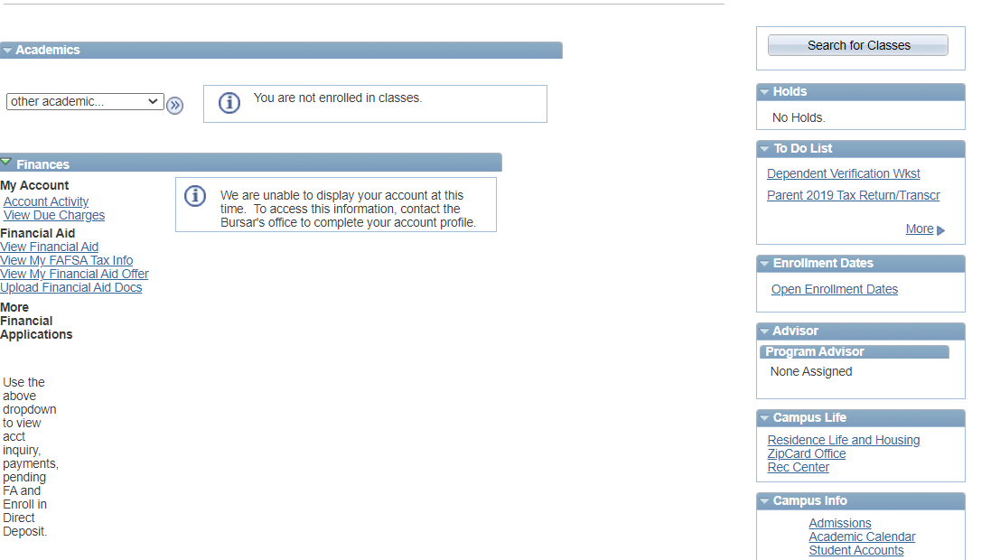 Academics
other academic...
You are not enrolled in classes.
Finances
My Account
Account Activity
View Due Charges
Financial Aid
View Financial Aid
View My FAFSA Tax Info
View My Financial Aid Offer
Upload Financial Aid Docs
More
Financial
Applications
Use the
above
dropdown
to view
acct
inquiry,
payments,
pending
FA and
Enroll in
Direct
Deposit.
We are unable to display your account at this
time.  To access this information, contact the
Bursar's office to complete your account profile.
Search for Classes
Holds
No Holds.
To Do List
Dependent Verification Wkst
Parent 2019 Tax Return/Transcr
More
Enrollment Dates
Open Enrollment Dates
Advisor
Program Advisor
None Assigned
Campus Life
Residence Life and Housing
ZipCard Office
Rec Center
Campus Info
Admissions
Academic Calendar
Student Accounts